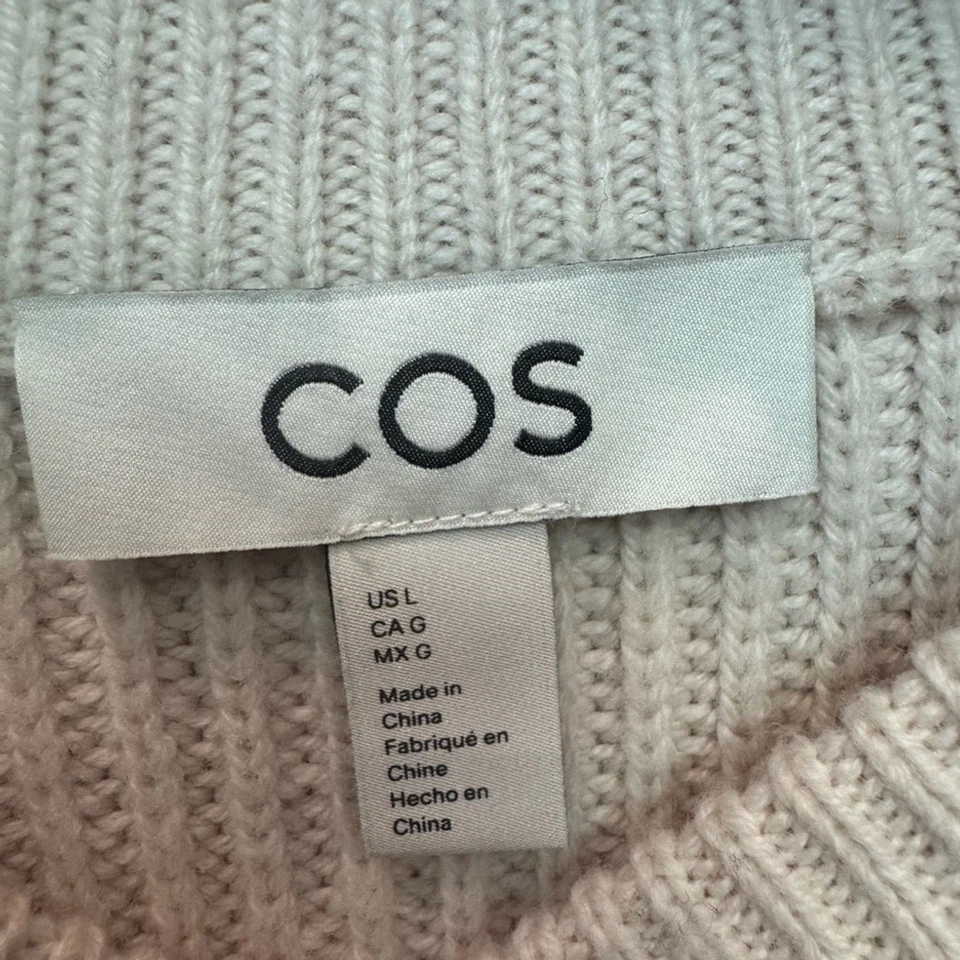 COS
US L
CA G
MX G
Made in
China
Fabriqué en
Chine
Hecho en
China